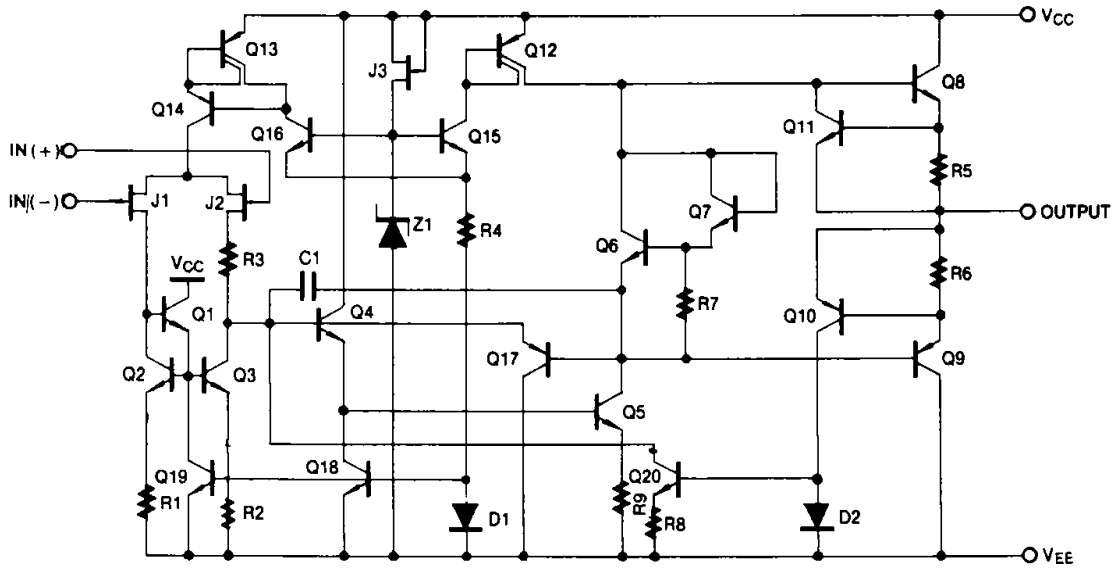 VCC
Q13
J3
Q12
Q8
Q14
Q16
Q15
Q11
IN(+)
R5
IN(-)
J1
J2
Q7
OUTPUT
Z1
R4
Q6
R3
C1
R6
VCC
R7
Q1
Q4
Q10
Q2
Q3
Q17
Q9
Q5
Q19
Q18
Q20
R1
R2
D1
R9
R8
D2
VEE